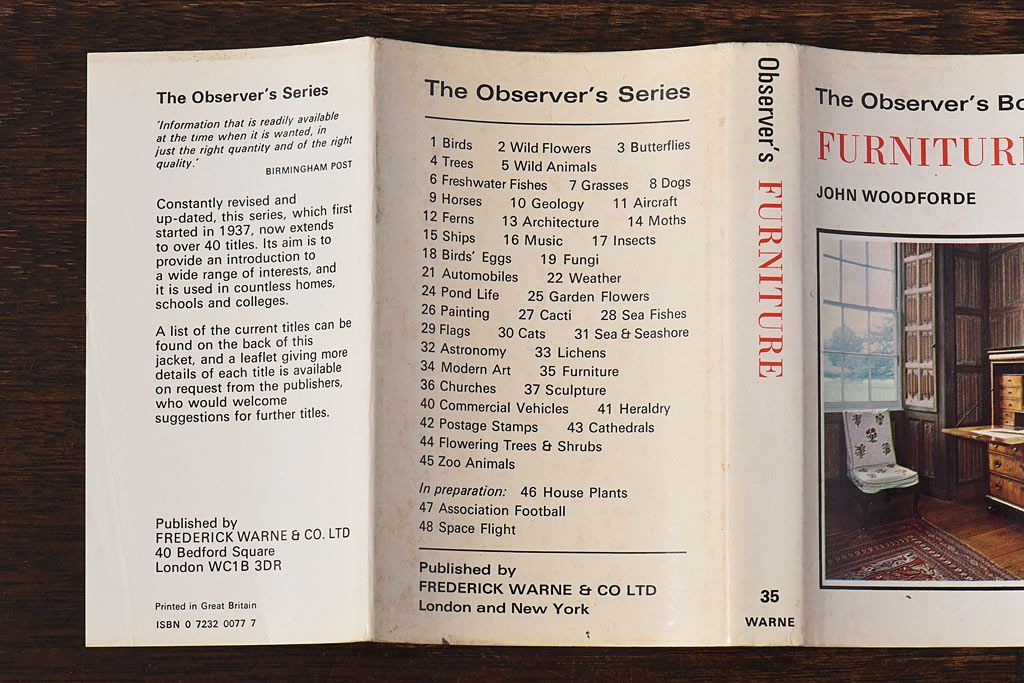 The Observer's Series
'Information that is readily available
at the time when it is wanted, in
just the right quantity and of the right
quality.'
BIRMINGHAM POST
Constantly revised and
up-dated, this series, which first
started in 1937, now extends
to over 40 titles. Its aim is to
provide an introduction to
a wide range of interests, and
it is used in countless homes,
schools and colleges.
A list of the current titles can be
found on the back of this
jacket, and a leaflet giving more
details of each title is available
on request from the publishers,
who would welcome
suggestions for further titles.
Published by
FREDERICK WARNE & CO. LTD
40 Bedford Square
London WC1B 3DR
Printed in Great Britain
ISBN 0 7232 0077 7
The Observer's Series
1 Birds 2 Wild Flowers 3 Butterflies
4 Trees 5 Wild Animals
6 Freshwater Fishes 7 Grasses 8 Dogs
9 Horses 10 Geology 11 Aircraft
12 Ferns 13 Architecture 14 Moths
15 Ships 16 Music 17 Insects
18 Birds' Eggs 19 Fungi
21 Automobiles 22 Weather
24 Pond Life 25 Garden Flowers
26 Painting 27 Cacti 28 Sea Fishes
29 Flags 30 Cats 31 Sea & Seashore
32 Astronomy 33 Lichens
34 Modern Art 35 Furniture
36 Churches 37 Sculpture
40 Commercial Vehicles 41 Heraldry
42 Postage Stamps 43 Cathedrals
44 Flowering Trees & Shrubs
45 Zoo Animals
In preparation: 46 House Plants
47 Association Football
48 Space Flight
Published by
FREDERICK WARNE & CO LTD
London and New York
Observer's FURNITURE
35
WARNE
The Observer's Bo
FURNITUR
JOHN WOODFORDE